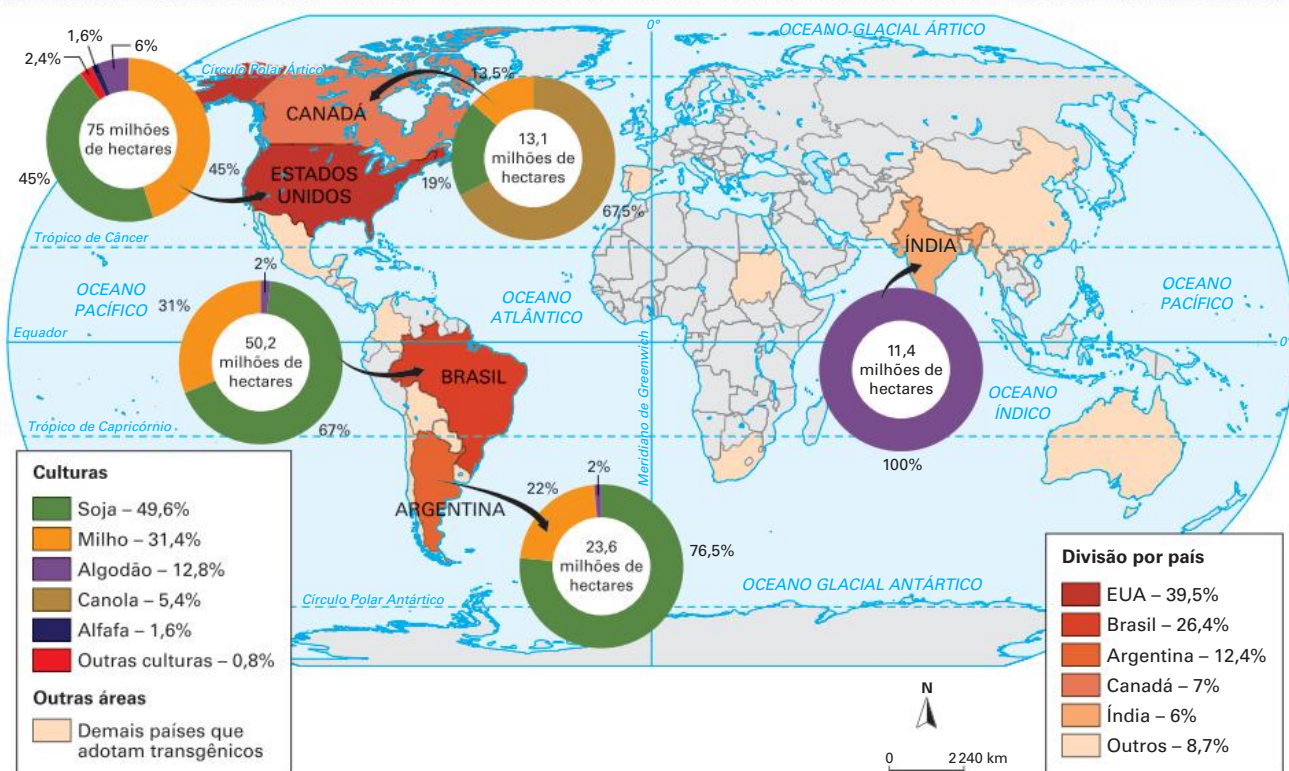 OCEANO GLACIAL ÁRTICO
0°
1,6%
2,4%
6%
Círculo Polar Ártico
75 milhões
de hectares
45%
45%
CANADÁ
13,5%
13,1
milhões de
hectares
19%
67,5%
ESTADOS
UNIDOS
Trópico de Câncer
ÍNDIA
OCEANO
PACÍFICO
OCEANO
ATLÂNTICO
OCEANO
PACÍFICO
2%
31%
50,2
milhões de
hectares
67%
Equador
0°
BRASIL
Meridiano de Greenwich
11,4
milhões de
hectares
100%
OCEANO
ÍNDICO
Trópico de Capricórnio
ARGENTINA
2%
22%
23,6
milhões de
hectares
76,5%
OCEANO GLACIAL ANTÁRTICO
Círculo Polar Antártico
Culturas
Soja – 49,6%
Milho – 31,4%
Algodão – 12,8%
Canola – 5,4%
Alfafa – 1,6%
Outras culturas – 0,8%
Outras áreas
Demais países que
adotam transgênicos
N
0 2 240 km
Divisão por país
EUA – 39,5%
Brasil – 26,4%
Argentina – 12,4%
Canadá – 7%
Índia – 6%
Outros – 8,7%